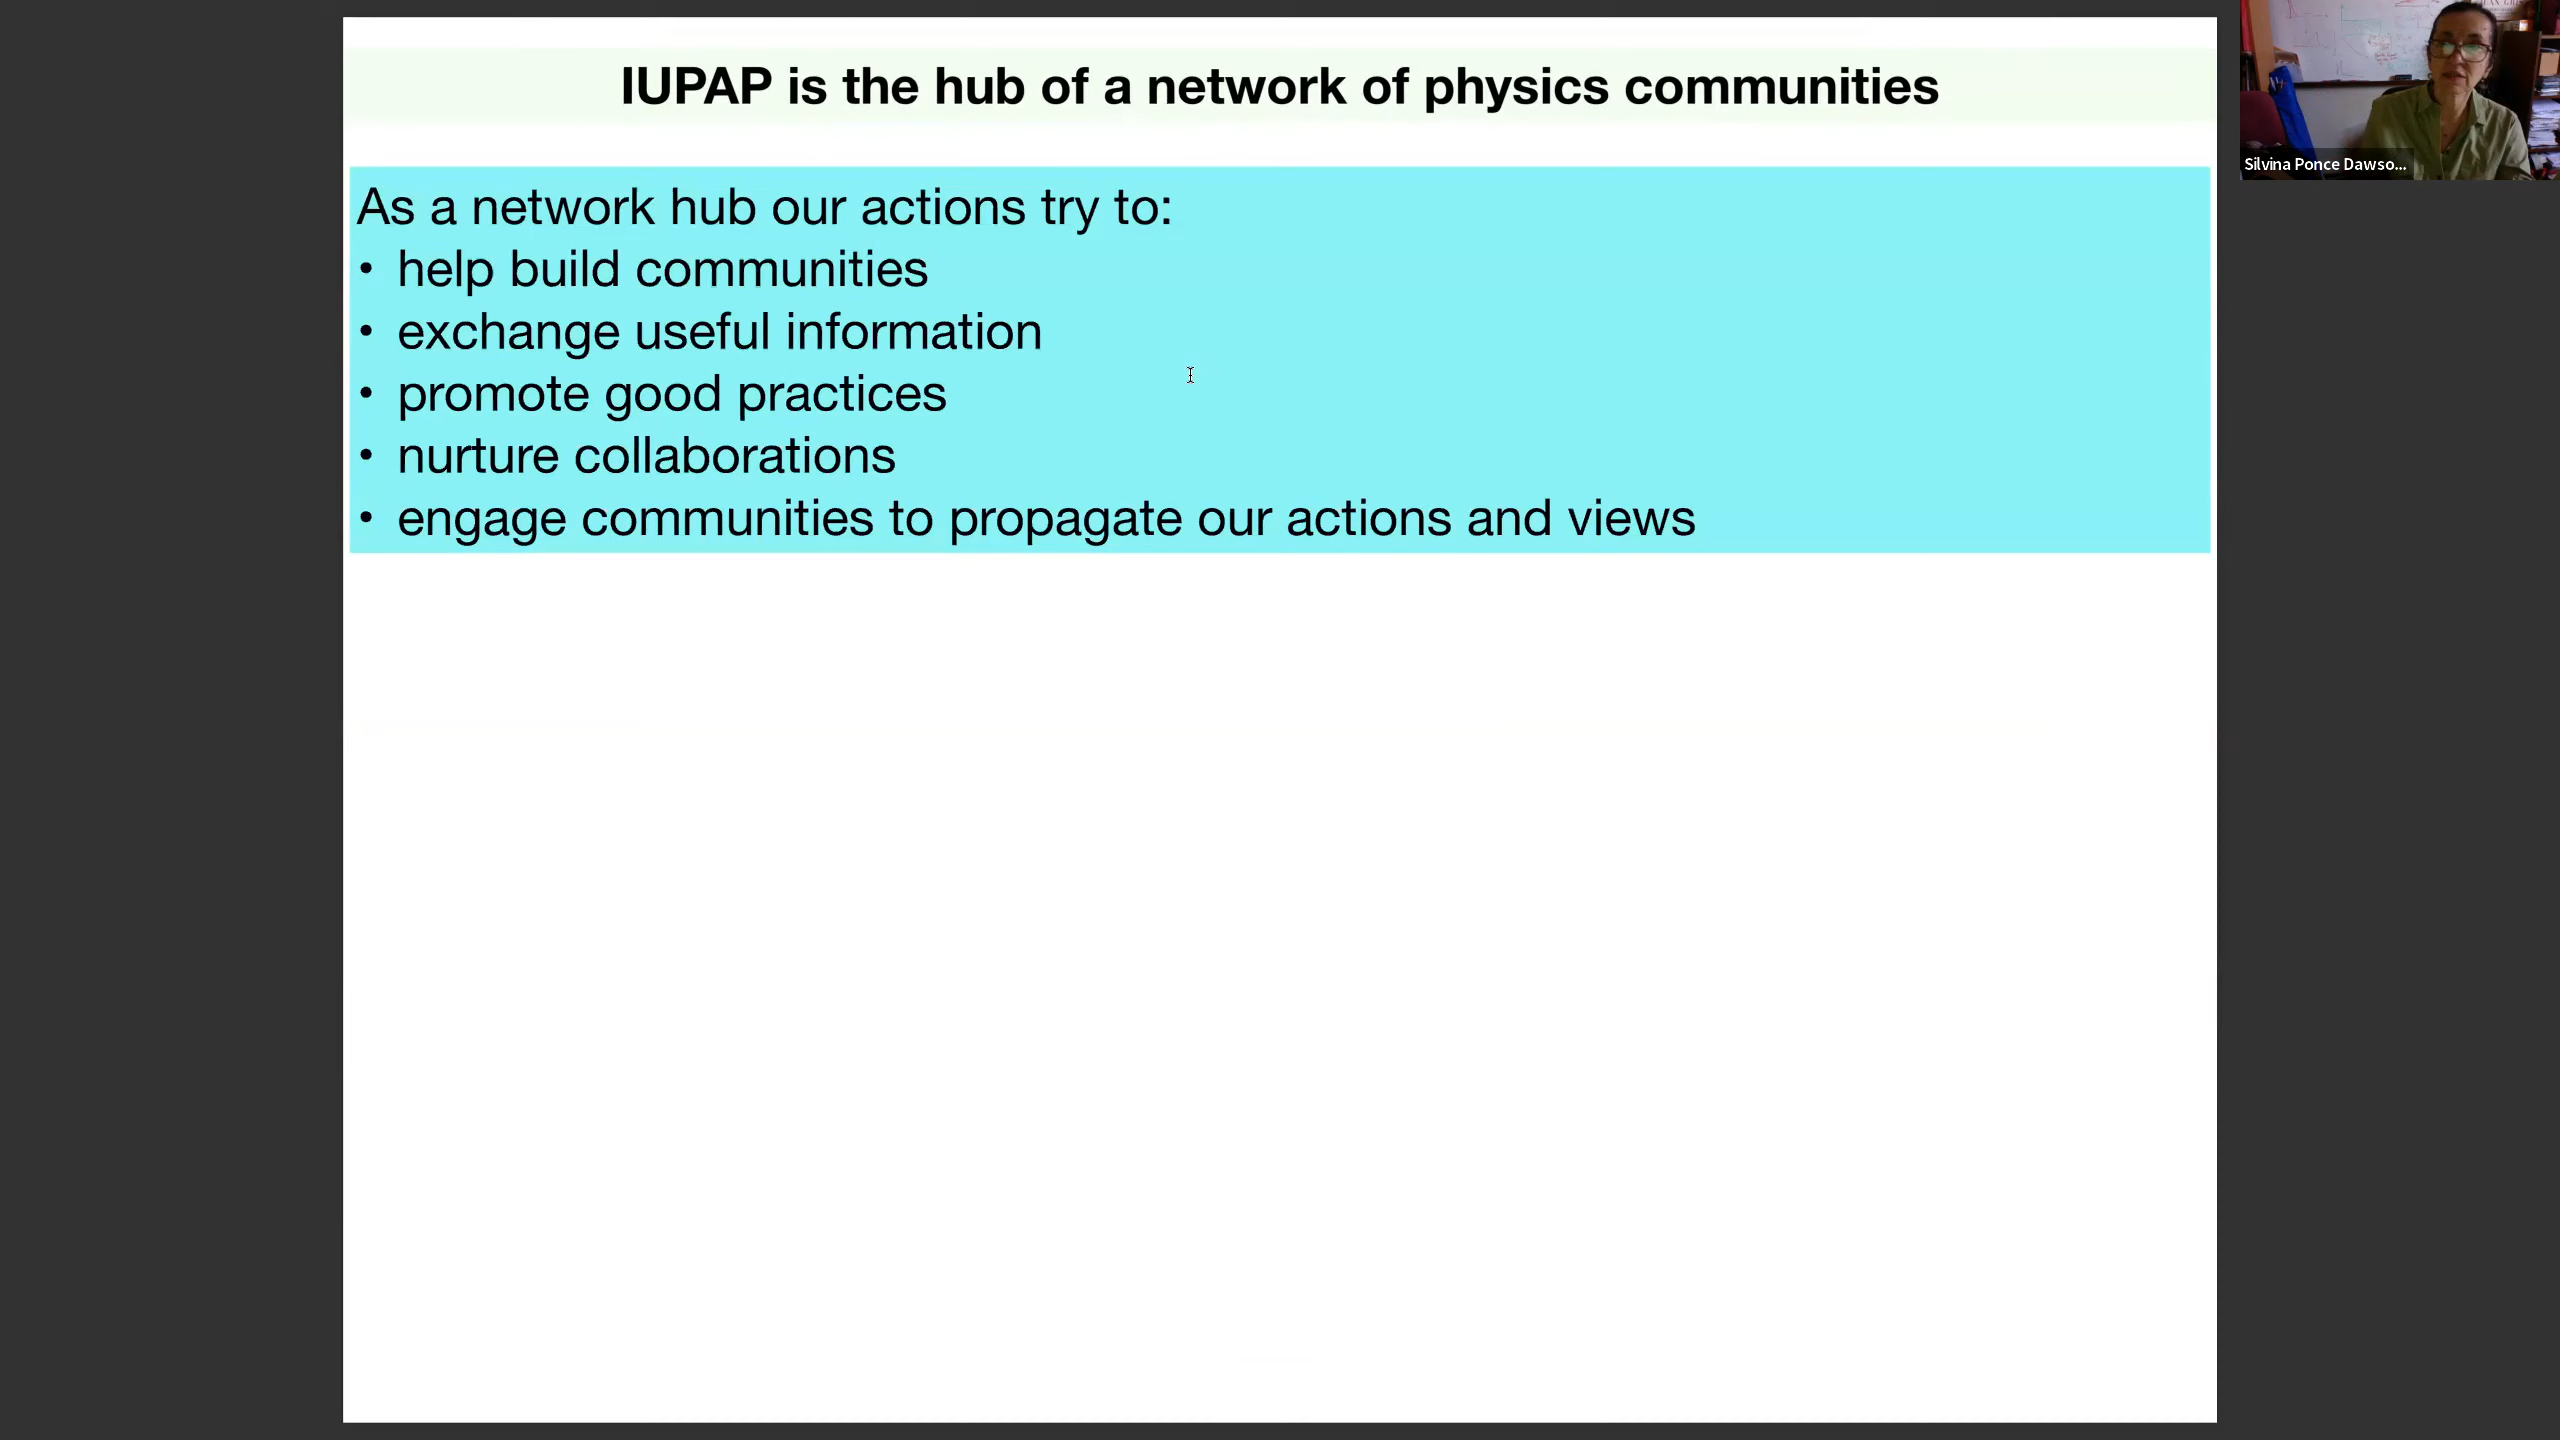 IUPAP is the hub of a network of physics communities
As a network hub our actions try to:
• help build communities
• exchange useful information
• promote good practices
• nurture collaborations
• engage communities to propagate our actions and views
Silvina Ponce Dawso...